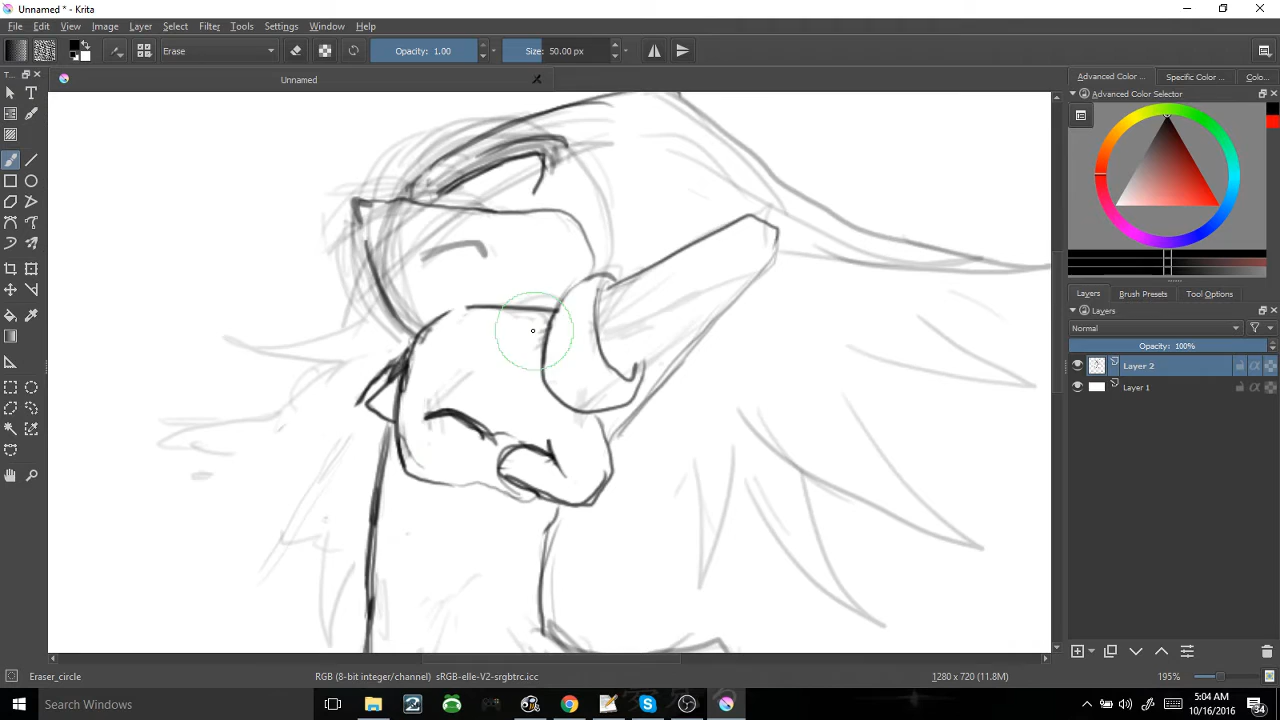 Unnamed * - Krita
File Edit View Image Layer Select Filter Tools Settings Window Help
Erase Opacity: 1.00 Size: 50.00 px
T... Unnamed
Advanced Color ... Specific Color ... Colo...
Advanced Color Selector
Layers Brush Presets Tool Options
Layers
Normal
Opacity: 100%
Layer 2
Layer 1
Eraser_circle RGB (8-bit integer/channel) sRGB-elle-V2-srgbtrc.icc 1280 x 720 (11.8M) 195%
Search Windows 5:04 AM
10/16/2016 34